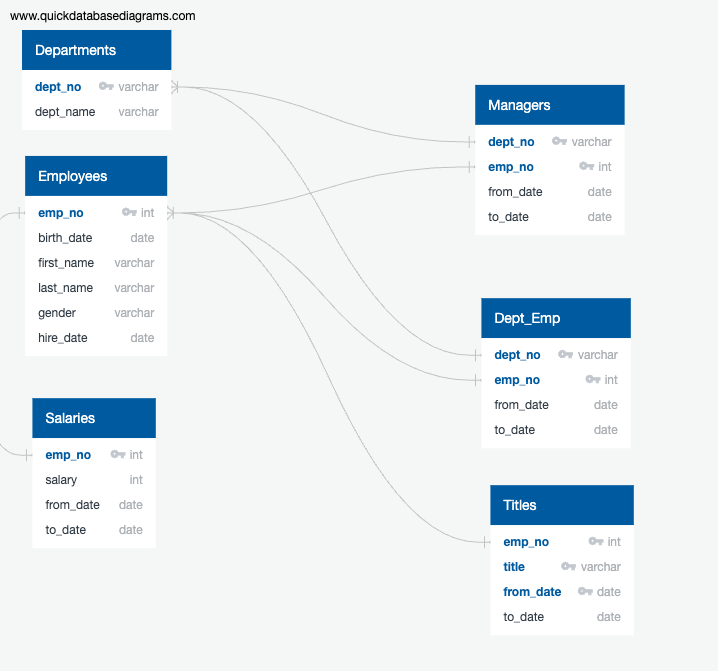 www.quickdatabasediagrams.com
Departments
dept_no varchar
dept_name varchar
Employees
emp_no int
birth_date date
first_name varchar
last_name varchar
gender varchar
hire_date date
Salaries
emp_no int
salary int
from_date date
to_date date
Managers
dept_no varchar
emp_no int
from_date date
to_date date
Dept_Emp
dept_no varchar
emp_no int
from_date date
to_date date
Titles
emp_no int
title varchar
from_date date
to_date date